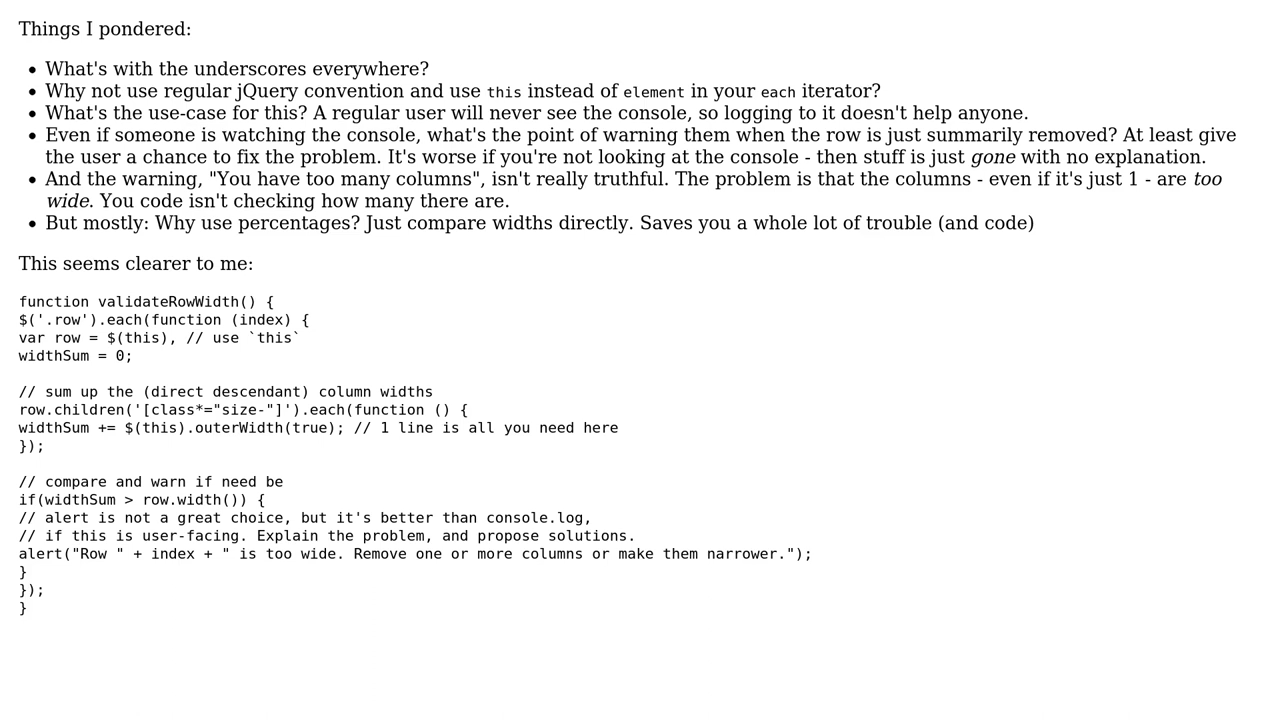 Things I pondered:
What's with the underscores everywhere?
Why not use regular jQuery convention and use this instead of element in your each iterator?
What's the use-case for this? A regular user will never see the console, so logging to it doesn't help anyone.
Even if someone is watching the console, what's the point of warning them when the row is just summarily removed? At least give
the user a chance to fix the problem. It's worse if you're not looking at the console - then stuff is just gone with no explanation.
And the warning, "You have too many columns", isn't really truthful. The problem is that the columns - even if it's just 1 - are too
wide. You code isn't checking how many there are.
But mostly: Why use percentages? Just compare widths directly. Saves you a whole lot of trouble (and code)
This seems clearer to me:
function validateRowWidth() {
$('.row').each(function (index) {
var row = $(this), // use `this`
widthSum = 0;
// sum up the (direct descendant) column widths
row.children('[class*="size-"]').each(function () {
widthSum += $(this).outerWidth(true); // 1 line is all you need here
});
// compare and warn if need be
if(widthSum > row.width()) {
// alert is not a great choice, but it's better than console.log,
// if this is user-facing. Explain the problem, and propose solutions.
alert("Row " + index + " is too wide. Remove one or more columns or make them narrower.");
}
});
}